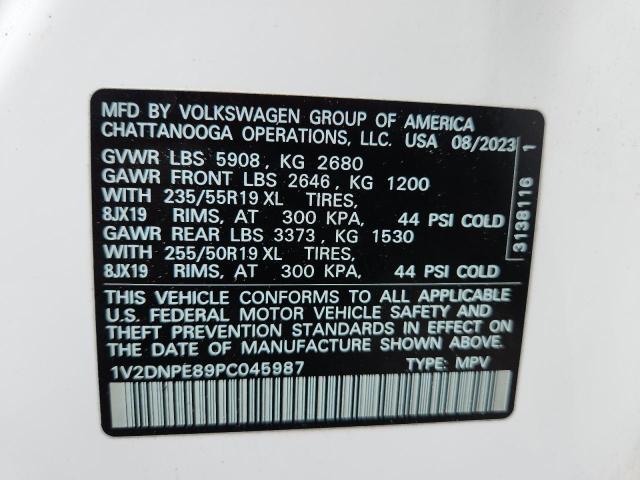 MFD BY VOLKSWAGEN GROUP OF AMERICA
CHATTANOOGA OPERATIONS, LLC. USA 08/2023
GVWR LBS 5908, KG 2680
GAWR FRONT LBS 2646, KG 1200
WITH 235/55R19 XL TIRES,
8JX19 RIMS, AT 300 KPA, 44 PSI COLD
GAWR REAR LBS 3373, KG 1530
WITH 255/50R19 XL TIRES,
8JX19 RIMS, AT 300 KPA, 44 PSI COLD
3138116 1
THIS VEHICLE CONFORMS TO ALL APPLICABLE
U.S. FEDERAL MOTOR VEHICLE SAFETY AND
THEFT PREVENTION STANDARDS IN EFFECT ON
THE DATE OF MANUFACTURE SHOWN ABOVE.
1V2DNPE89PC045987 TYPE: MPV